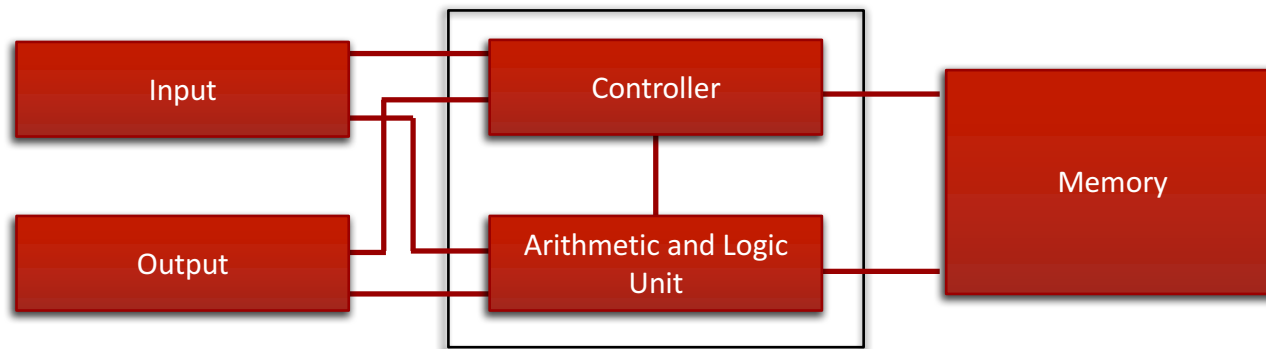 Input
Controller
Memory
Output
Arithmetic and Logic
Unit